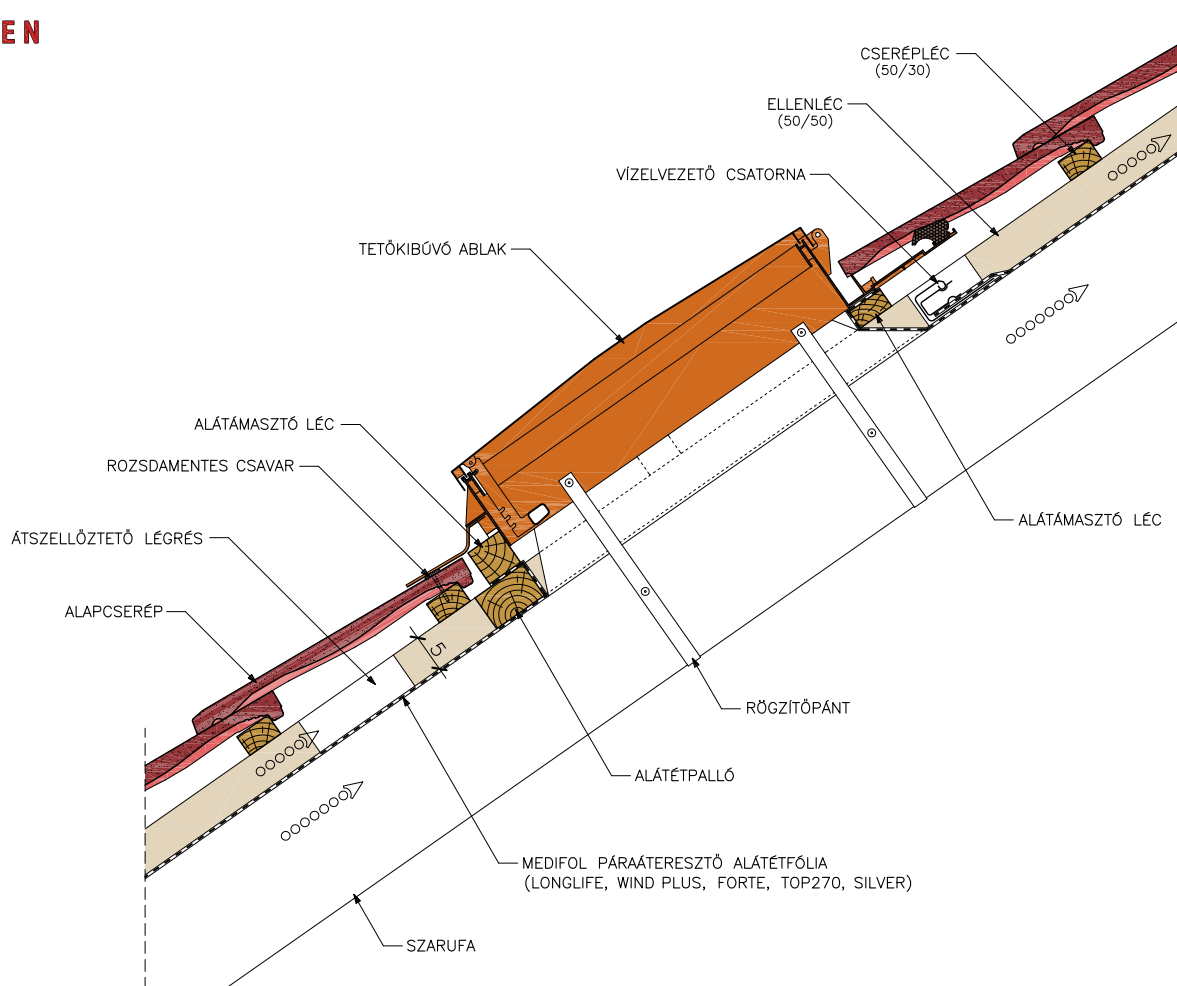 EN
CSERÉPLÉC
(50/30)
ELLENLÉC
(50/50)
VÍZELVEZETŐ CSATORNA
TETŐKIBÚVÓ ABLAK
ALÁTÁMASZTÓ LÉC
ROZSDAMENTES CSAVAR
ÁTSZELLŐZTETŐ LÉGRÉS
ALÁTÁMASZTÓ LÉC
ALAPCSERÉP
5
RÖGZÍTŐPÁNT
ALÁTÉTPALLÓ
MEDIFOL PÁRAÁTERESZTŐ ALÁTÉTFÓLIA
(LONGLIFE, WIND PLUS, FORTE, TOP270, SILVER)
SZARUFA